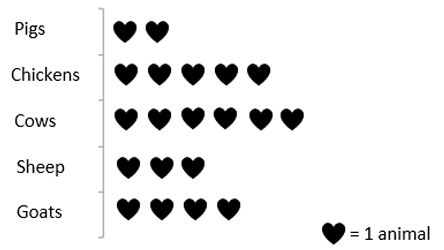 Pigs
Chickens
Cows
Sheep
Goats
= 1 animal